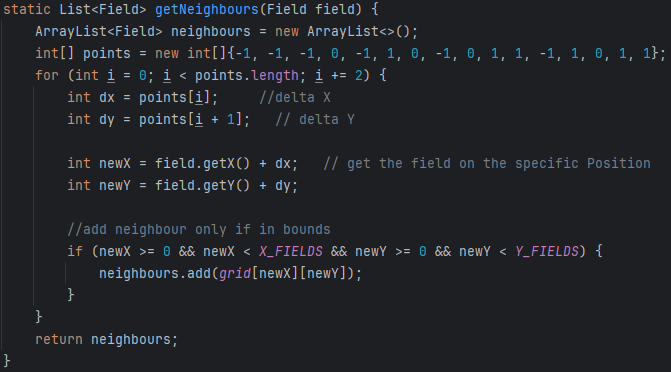 static List<Field> getNeighbours(Field field) {
    ArrayList<Field> neighbours = new ArrayList<>();
    int[] points = new int[]{-1, -1, -1, 0, -1, 1, 0, -1, 0, 1, 1, -1, 1, 0, 1, 1};
    for (int i = 0; i < points.length; i += 2) {
        int dx = points[i];     //delta X
        int dy = points[i + 1];   // delta Y
        int newX = field.getX() + dx;   // get the field on the specific Position
        int newY = field.getY() + dy;
        //add neighbour only if in bounds
        if (newX >= 0 && newX < X_FIELDS && newY >= 0 && newY < Y_FIELDS) {
            neighbours.add(grid[newX][newY]);
        }
    }
    return neighbours;
}